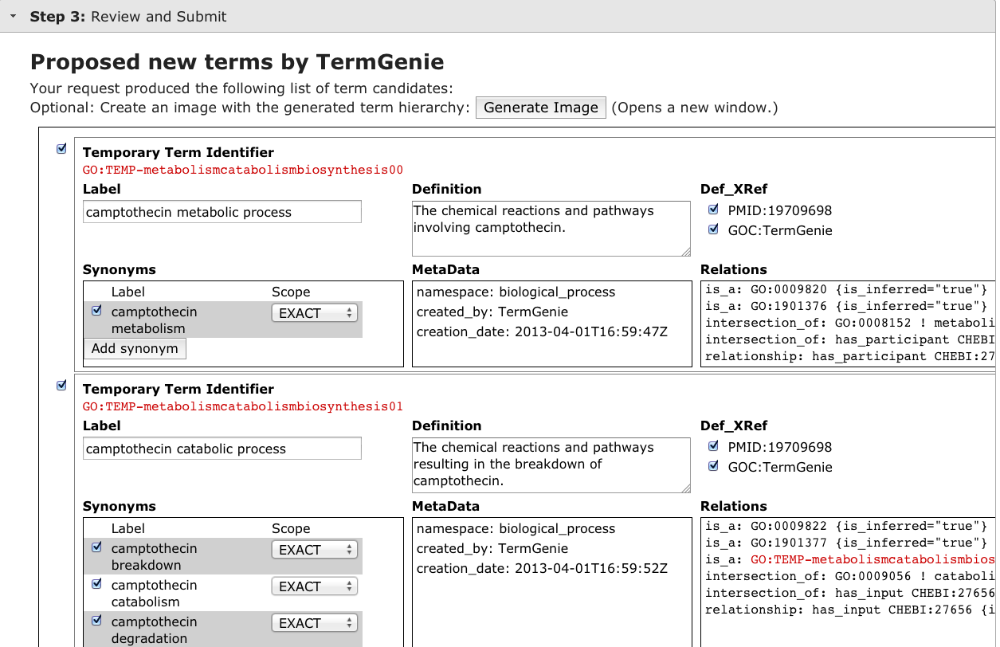 Step 3: Review and Submit
Proposed new terms by TermGenie
Your request produced the following list of term candidates:
Optional: Create an image with the generated term hierarchy: Generate Image (Opens a new window.)
Temporary Term Identifier
GO:TEMP-metabolismcatabolismbiosynthesis00
Label
camptothecin metabolic process
Definition
The chemical reactions and pathways
involving camptothecin.
Def_XRef
PMID:19709698
GOC:TermGenie
Synonyms
Label Scope
camptothecin
metabolism
EXACT
Add synonym
MetaData
namespace: biological_process
created_by: TermGenie
creation_date: 2013-04-01T16:59:47Z
Relations
is_a: GO:0009820 {is_inferred="true"}
is_a: GO:1901376 {is_inferred="true"}
intersection_of: GO:0008152 ! metaboli
intersection_of: has_participant CHEBI
relationship: has_participant CHEBI:27
Temporary Term Identifier
GO:TEMP-metabolismcatabolismbiosynthesis01
Label
camptothecin catabolic process
Definition
The chemical reactions and pathways
resulting in the breakdown of
camptothecin.
Def_XRef
PMID:19709698
GOC:TermGenie
Synonyms
Label Scope
camptothecin
breakdown
EXACT
camptothecin
catabolism
EXACT
camptothecin
degradation
EXACT
MetaData
namespace: biological_process
created_by: TermGenie
creation_date: 2013-04-01T16:59:52Z
Relations
is_a: GO:0009822 {is_inferred="true"}
is_a: GO:1901377 {is_inferred="true"}
is_a: GO:TEMP-metabolismcatabolismbios
intersection_of: GO:0009056 ! cataboli
intersection_of: has_input CHEBI:27656
relationship: has_input CHEBI:27656 {i